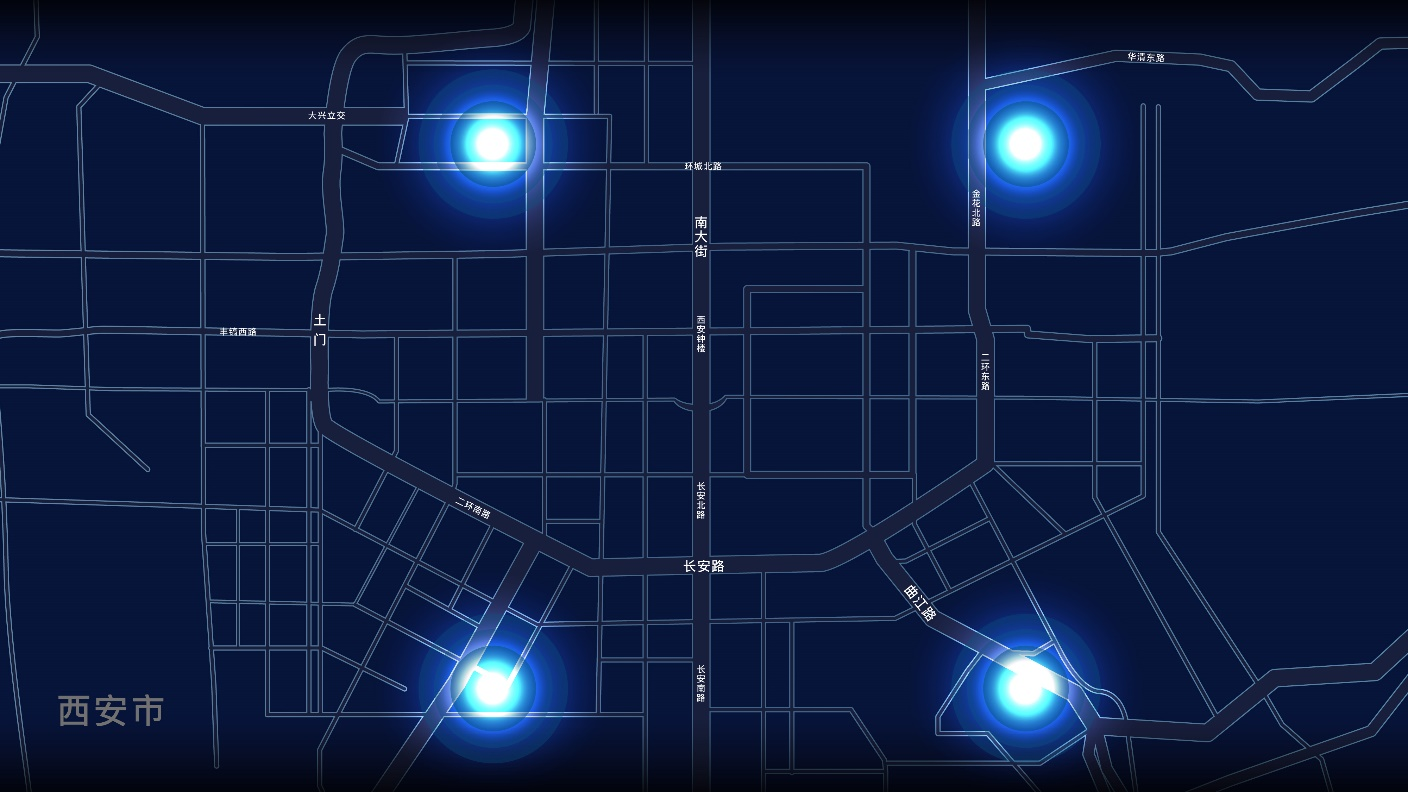 华清东路
大兴立交
环城北路
金花北路
南大街
土门
西安钟楼
丰镐西路
二环东路
长安北路
二环南路
长安路
曲江路
长安南路
西安市